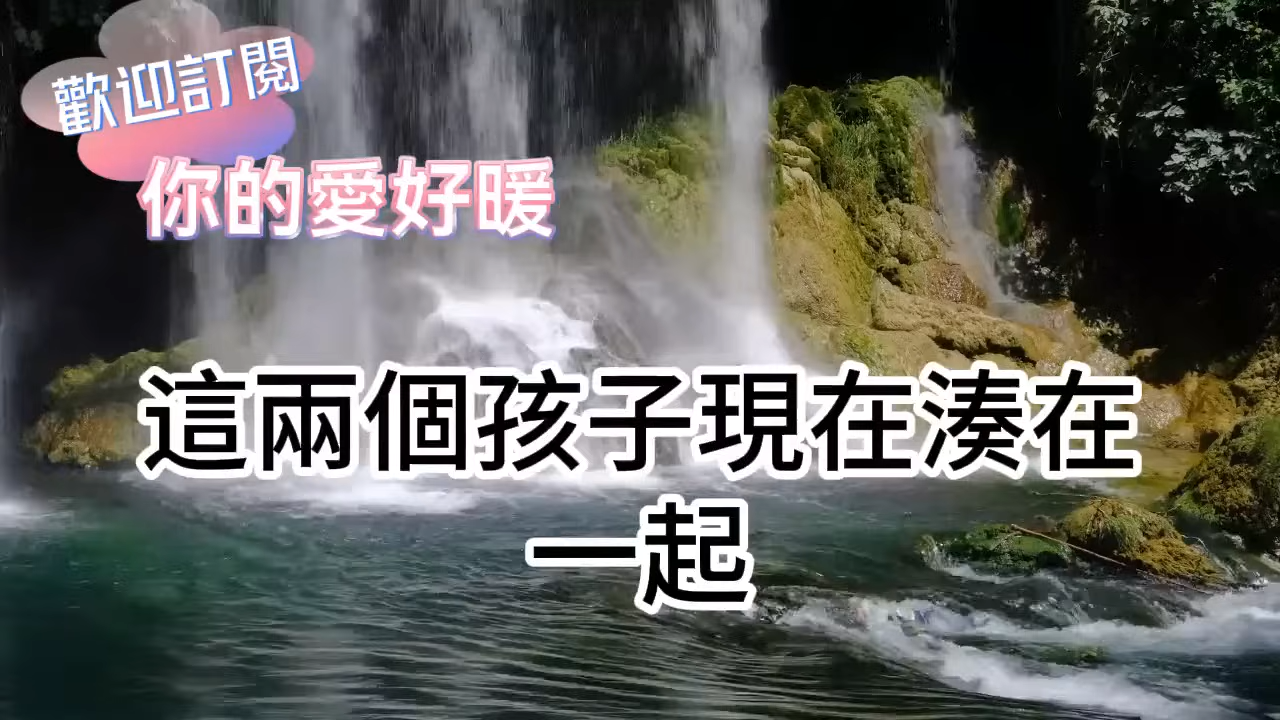 歡迎訂閱
你的愛好暖
這兩個孩子現在湊在
一起